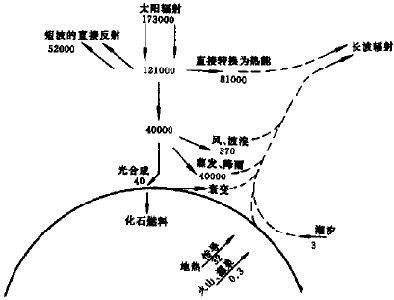 太阳辐射
173000
短波的直接反射
52000
长波辐射
直接转换为热能
121000
81000
40000
风、波浪
370
蒸发、降雨
40000
光合成
40
衰变
化石燃料
潮汐
3
地热 传导
32
火山、温泉
0.3